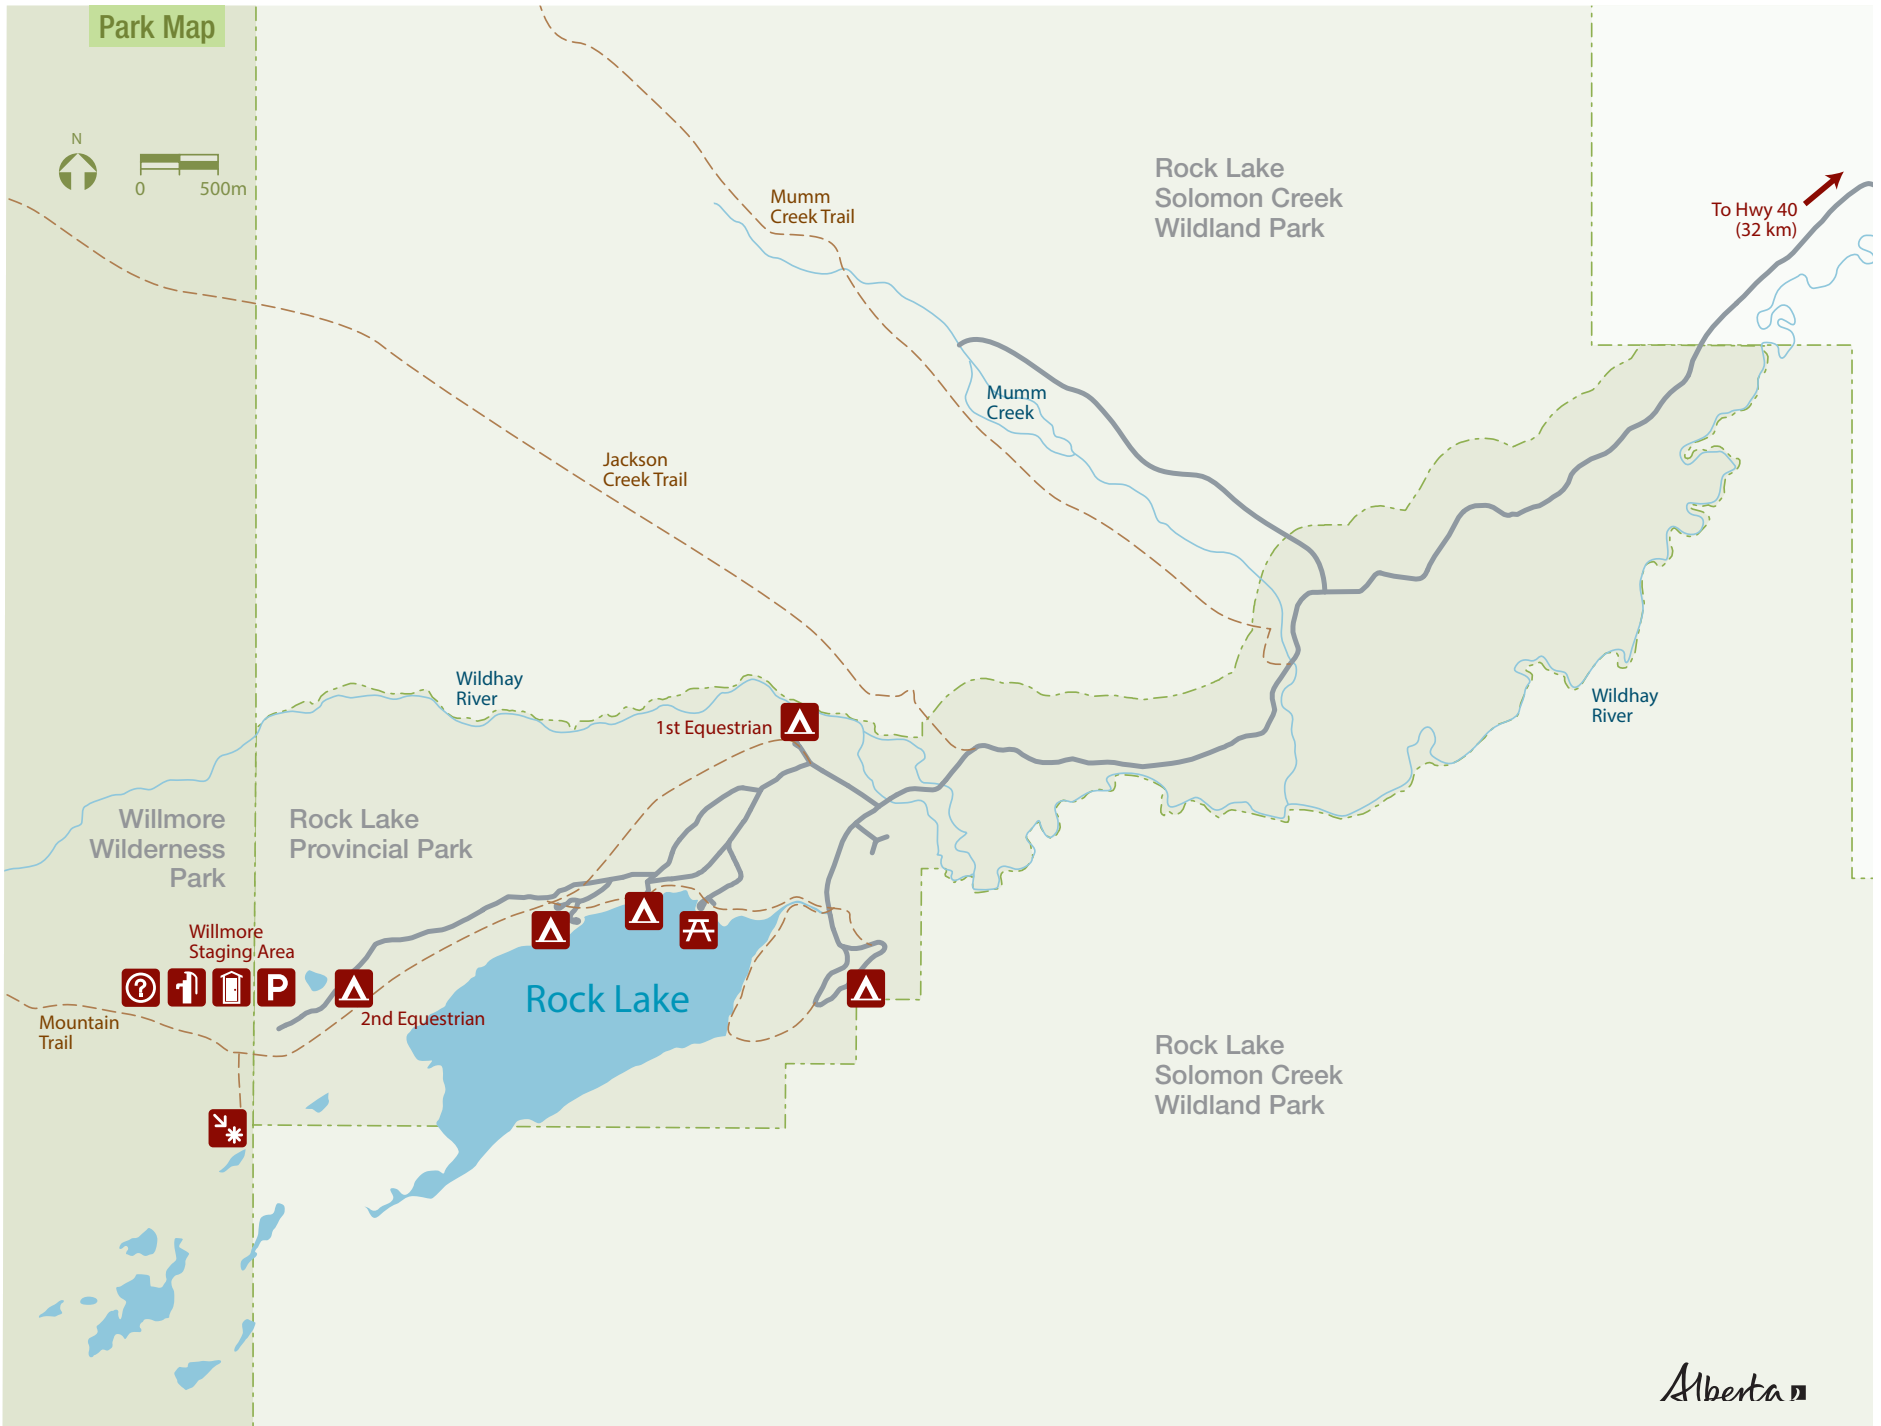 Park Map
N
0
500m
Mumm
Creek Trail
Rock Lake
Solomon Creek
Wildland Park
To Hwy 40
(32 km)
Mumm
Creek
Jackson
Creek Trail
Wildhay
River
1st Equestrian
Wildhay
River
Willmore
Wilderness
Park
Rock Lake
Provincial Park
Willmore
Staging Area
?
P
Rock Lake
2nd Equestrian
Mountain
Trail
Rock Lake
Solomon Creek
Wildland Park
Alberta